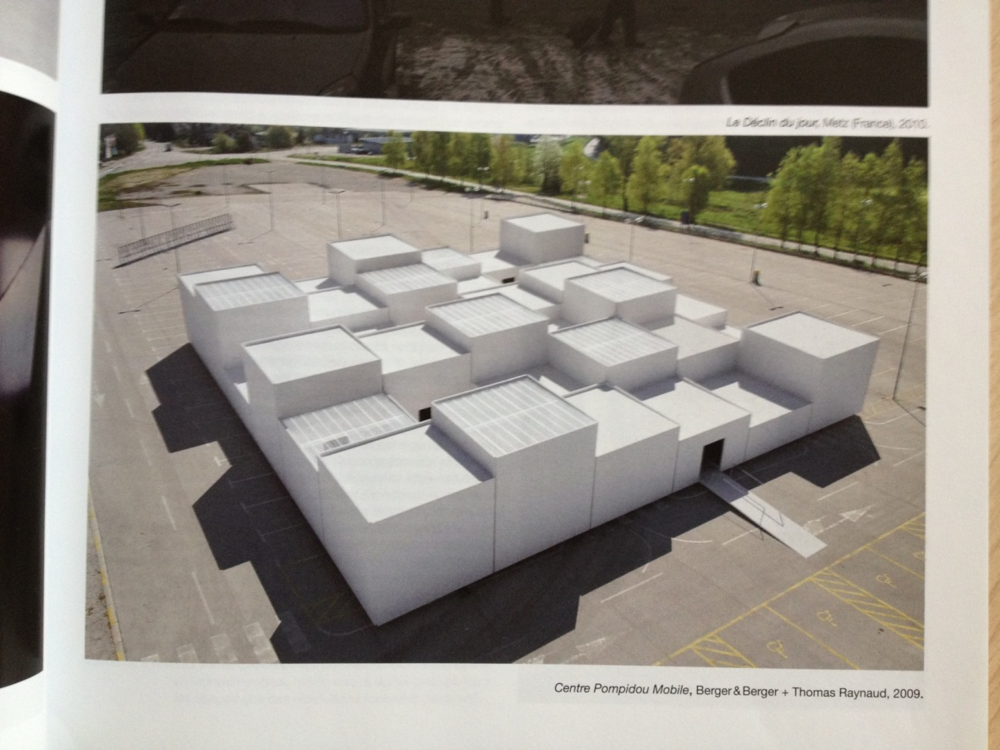 Le Déclin du jour, Metz (France), 2010.
Centre Pompidou Mobile, Berger & Berger + Thomas Raynaud, 2009.